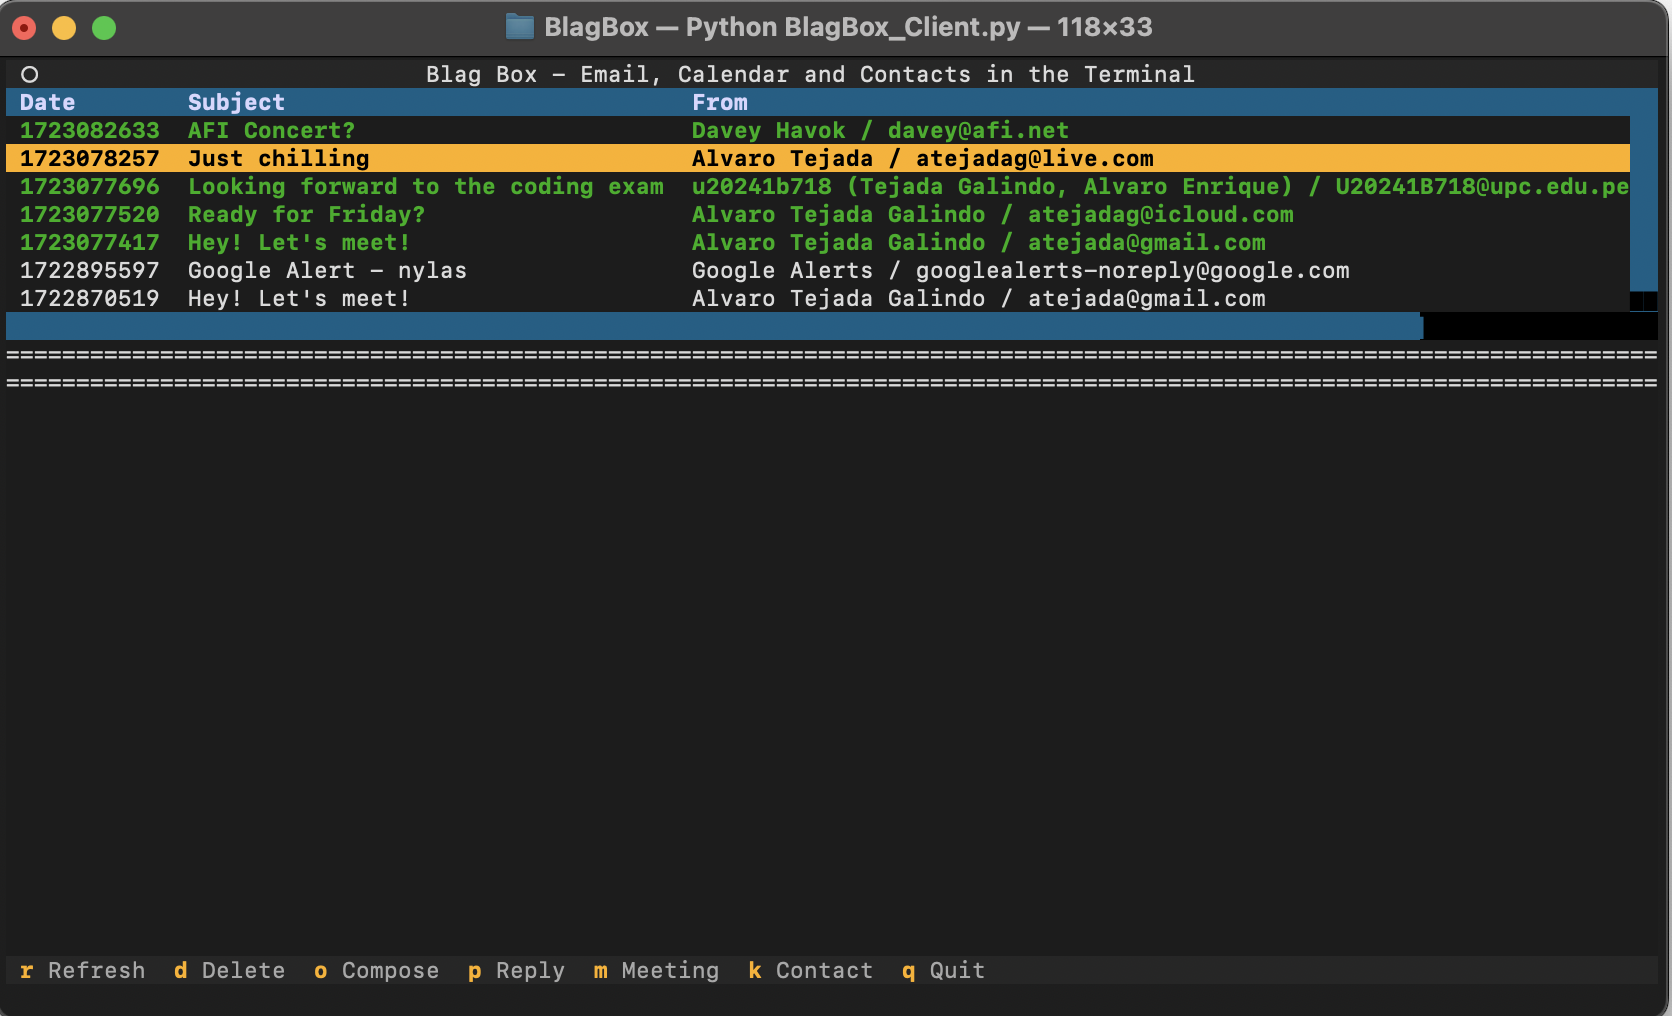 BlagBox — Python BlagBox_Client.py — 118×33
Blag Box – Email, Calendar and Contacts in the Terminal
Date Subject From
1723082633 AFI Concert? Davey Havok / davey@afi.net
1723078257 Just chilling Alvaro Tejada / atejadag@live.com
1723077696 Looking forward to the coding exam u20241b718 (Tejada Galindo, Alvaro Enrique) / U20241B718@upc.edu.pe
1723077520 Ready for Friday? Alvaro Tejada Galindo / atejadag@icloud.com
1723077417 Hey! Let's meet! Alvaro Tejada Galindo / atejada@gmail.com
1722895597 Google Alert – nylas Google Alerts / googlealerts-noreply@google.com
1722870519 Hey! Let's meet! Alvaro Tejada Galindo / atejada@gmail.com
======================================================================================================================
======================================================================================================================
r Refresh d Delete o Compose p Reply m Meeting k Contact q Quit